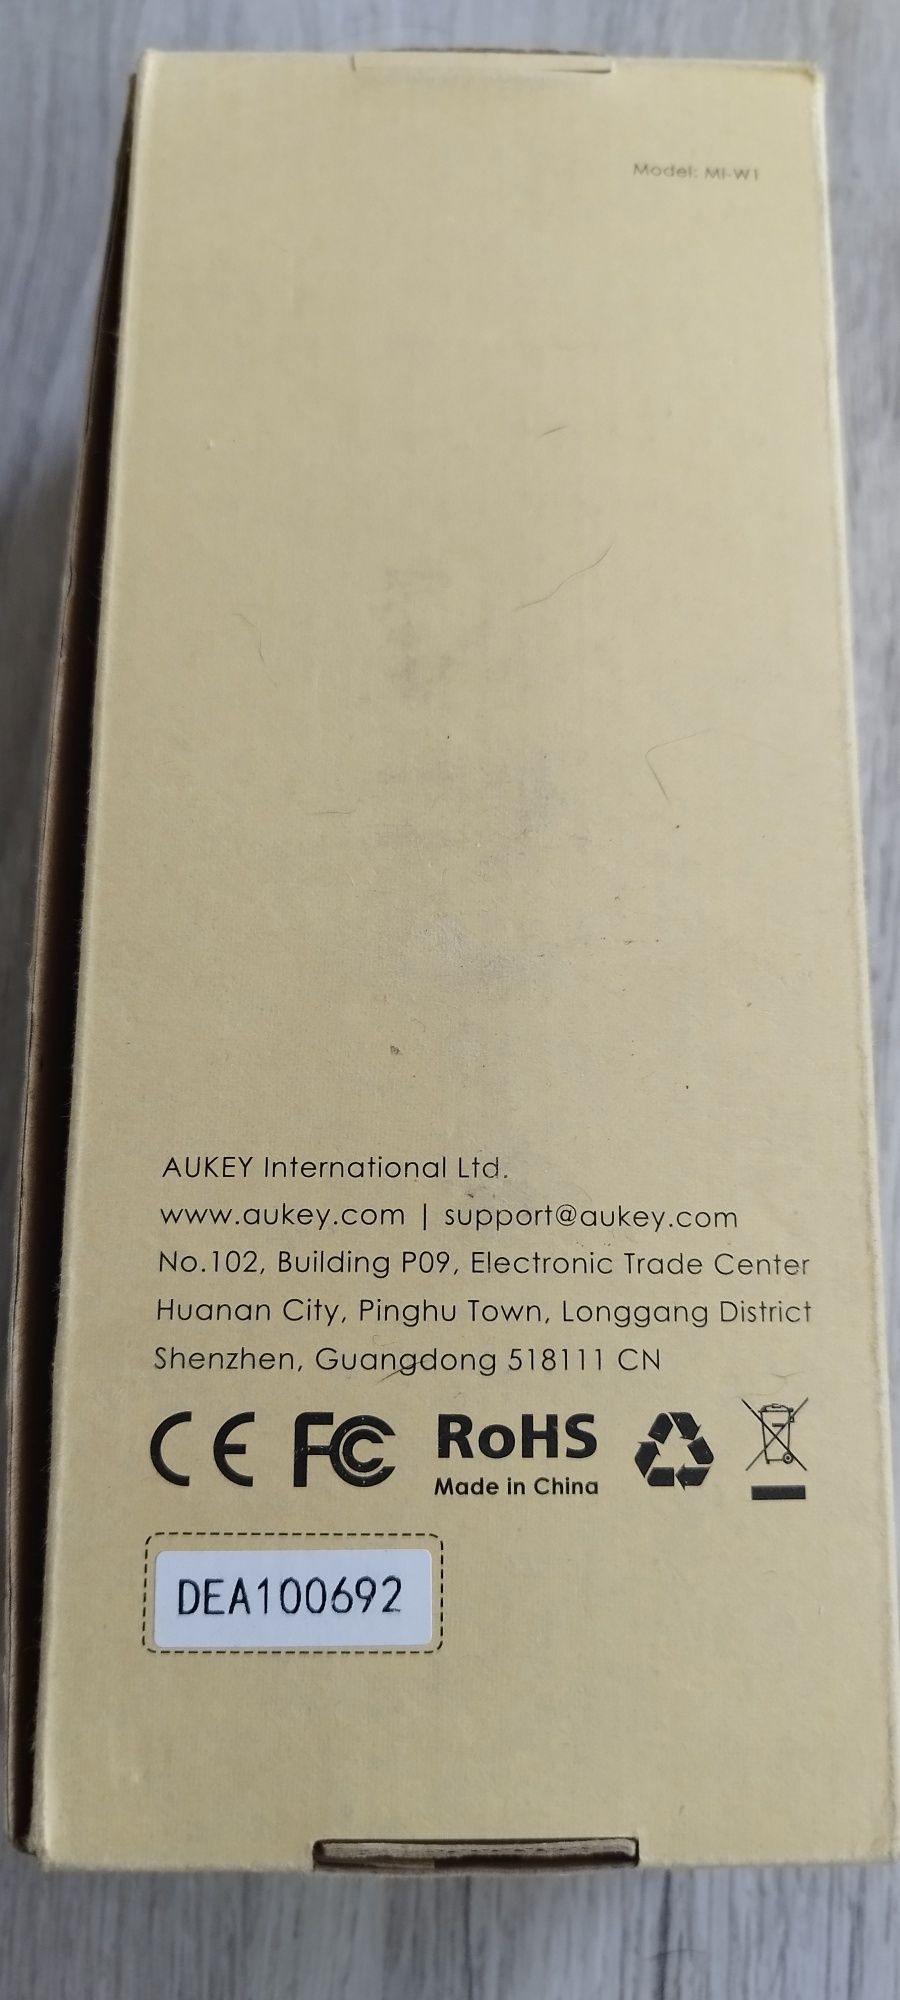 Model: MI-W1
AUKEY International Ltd.
www.aukey.com | support@aukey.com
No.102, Building P09, Electronic Trade Center
Huanan City, Pinghu Town, Longgang District
Shenzhen, Guangdong 518111 CN
CE FC RoHS
Made in China
DEA100692